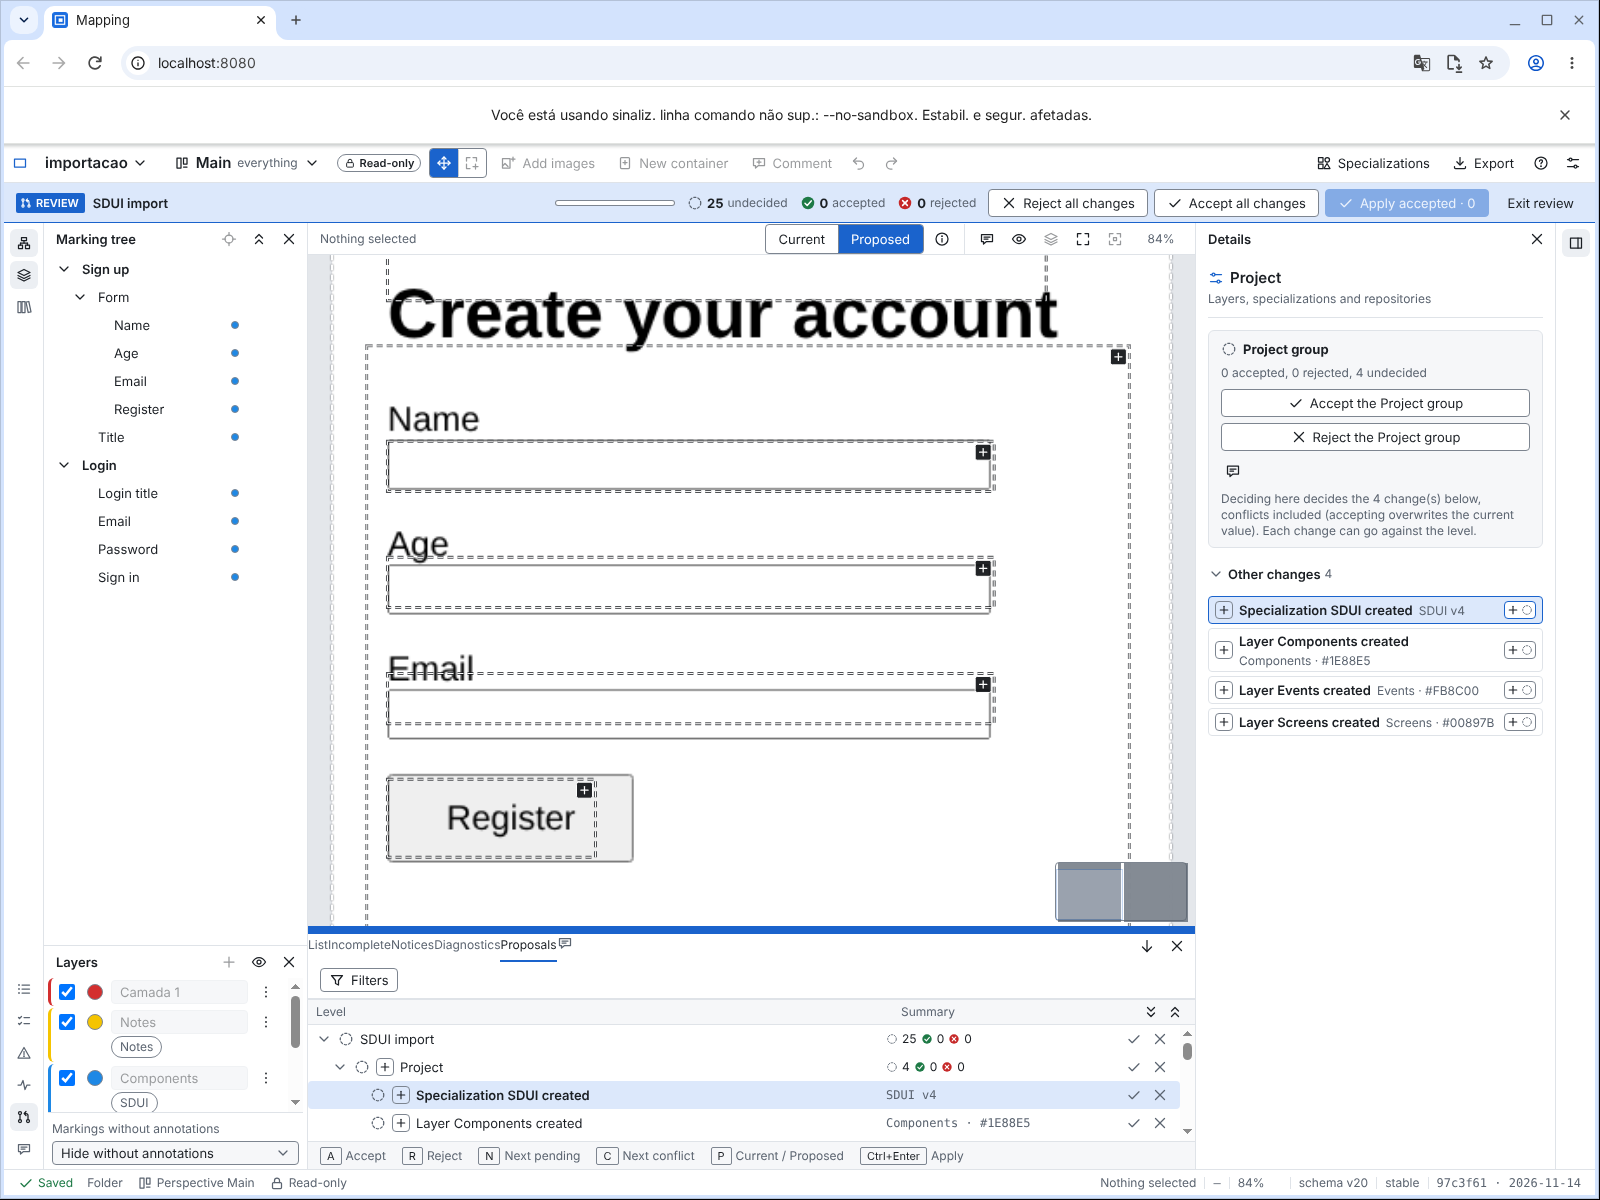 Mapping
localhost:8080
Você está usando sinaliz. linha comando não sup.: --no-sandbox. Estabil. e segur. afetadas.
importacao
Main everything
Read-only
Add images
New container
Comment
Specializations
Export
REVIEW
SDUI import
25 undecided
0 accepted
0 rejected
Reject all changes
Accept all changes
Apply accepted · 0
Exit review
Marking tree
Sign up
Form
Name
Age
Email
Register
Title
Login
Login title
Email
Password
Sign in
Layers
Camada 1
Notes
Notes
Components
SDUI
Markings without annotations
Hide without annotations
Nothing selected
Current
Proposed
84%
Create your account
Name
Age
Email
Register
List
Incomplete
Notices
Diagnostics
Proposals
Filters
Level
Summary
SDUI import
25 0 0
Project
4 0 0
Specialization SDUI created
SDUI v4
Layer Components created
Components · #1E88E5
A Accept
R Reject
N Next pending
C Next conflict
P Current / Proposed
Ctrl+Enter Apply
Details
Project
Layers, specializations and repositories
Project group
0 accepted, 0 rejected, 4 undecided
Accept the Project group
Reject the Project group
Deciding here decides the 4 change(s) below,
conflicts included (accepting overwrites the current
value). Each change can go against the level.
Other changes 4
Specialization SDUI created SDUI v4
Layer Components created
Components · #1E88E5
Layer Events created Events · #FB8C00
Layer Screens created Screens · #00897B
Saved
Folder
Perspective Main
Read-only
Nothing selected
84%
schema v20
stable
97c3f61 · 2026-11-14